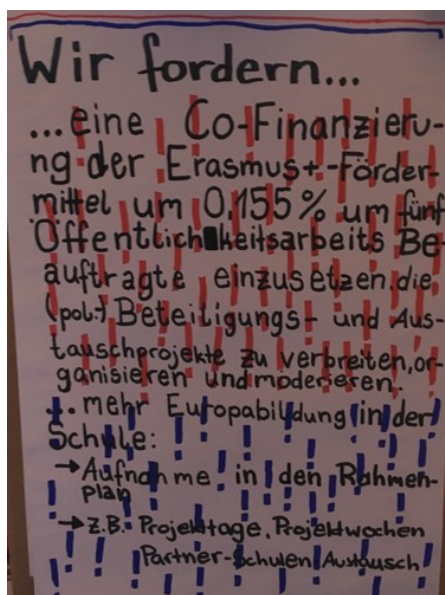 Wir fordern...
...eine Co-Finanzieru-
ng der Erasmus+-Förder-
mittel um 0,155% um fünf
Öffentlichkeitsarbeits Be-
auftragte einzusetzen, die
(pol.) Beteiligungs- und Aus-
tauschprojekte zu verbreiten, or-
ganisieren und moderieren.
... mehr Europabildung in der
Schule:
→ Aufnahme in den Rahmen-
plan
→ z.B. Projekttage, Projektwochen
Partner-Schulen Austausch